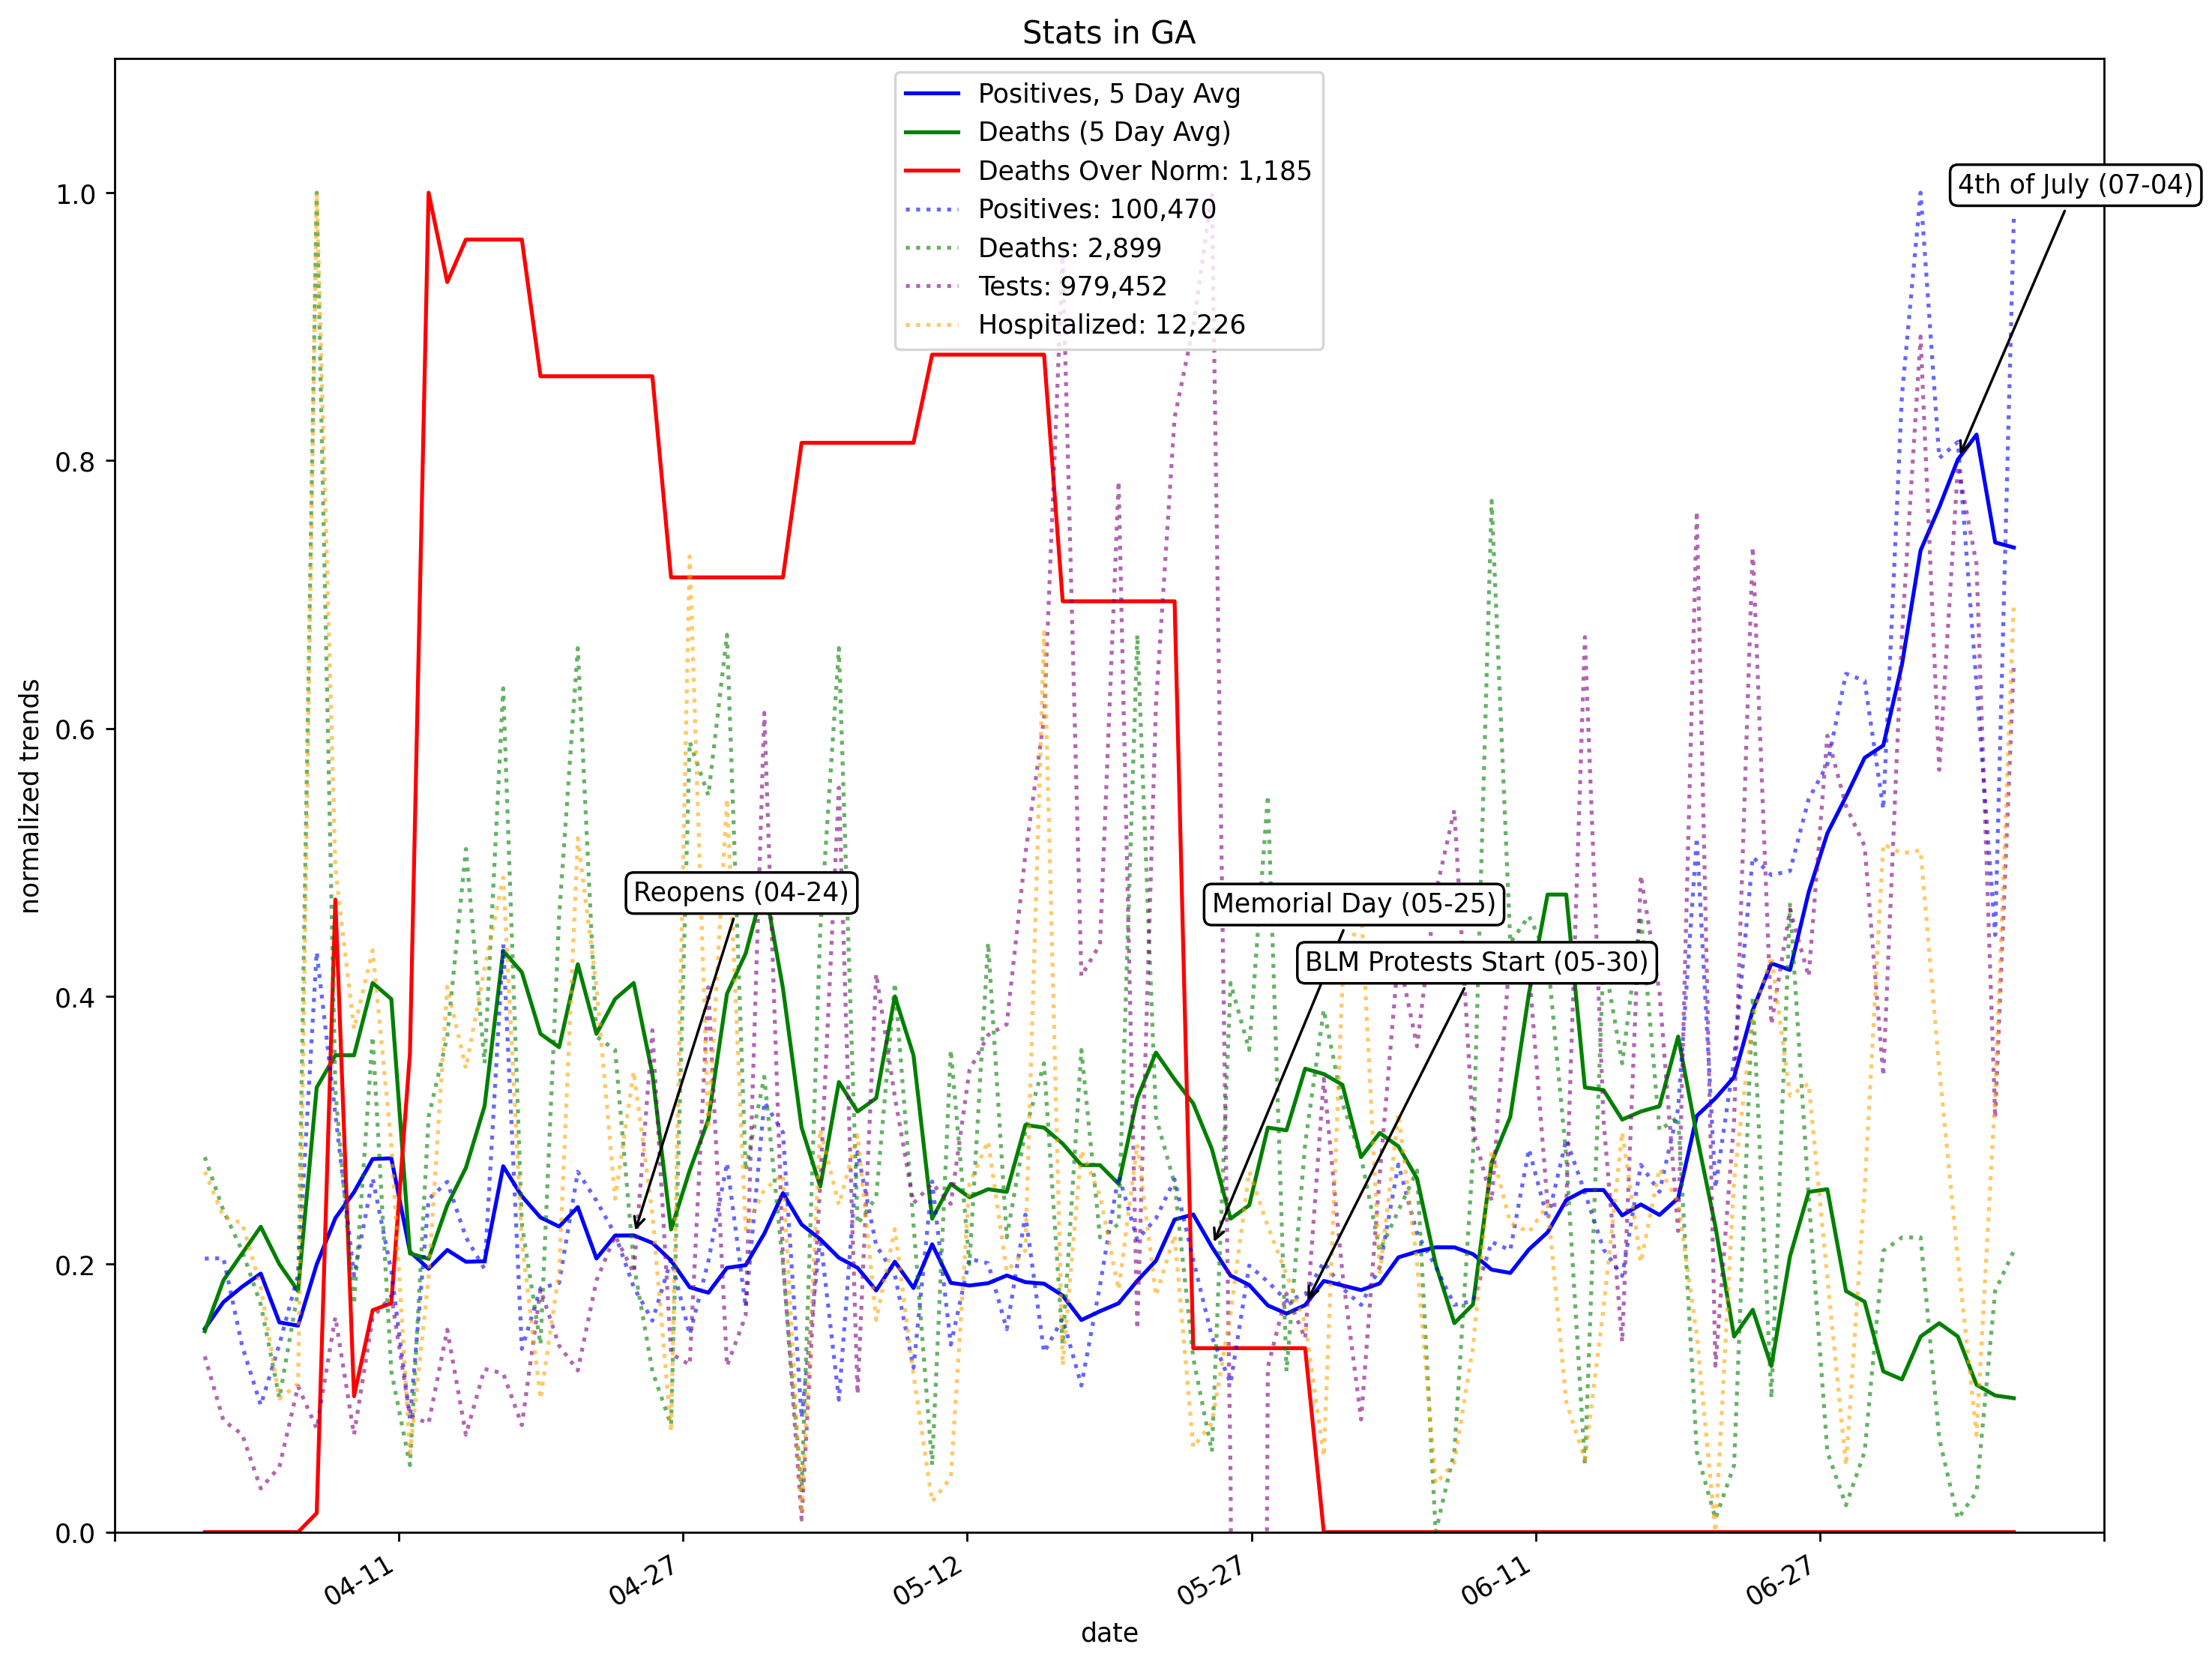 Stats in GA
Positives, 5 Day Avg
Deaths (5 Day Avg)
Deaths Over Norm: 1,185
Positives: 100,470
Deaths: 2,899
Tests: 979,452
Hospitalized: 12,226
4th of July (07-04)
Reopens (04-24)
Memorial Day (05-25)
BLM Protests Start (05-30)
normalized trends
1.0
0.8
0.6
0.4
0.2
0.0
04-11
04-27
05-12
05-27
06-11
06-27
date